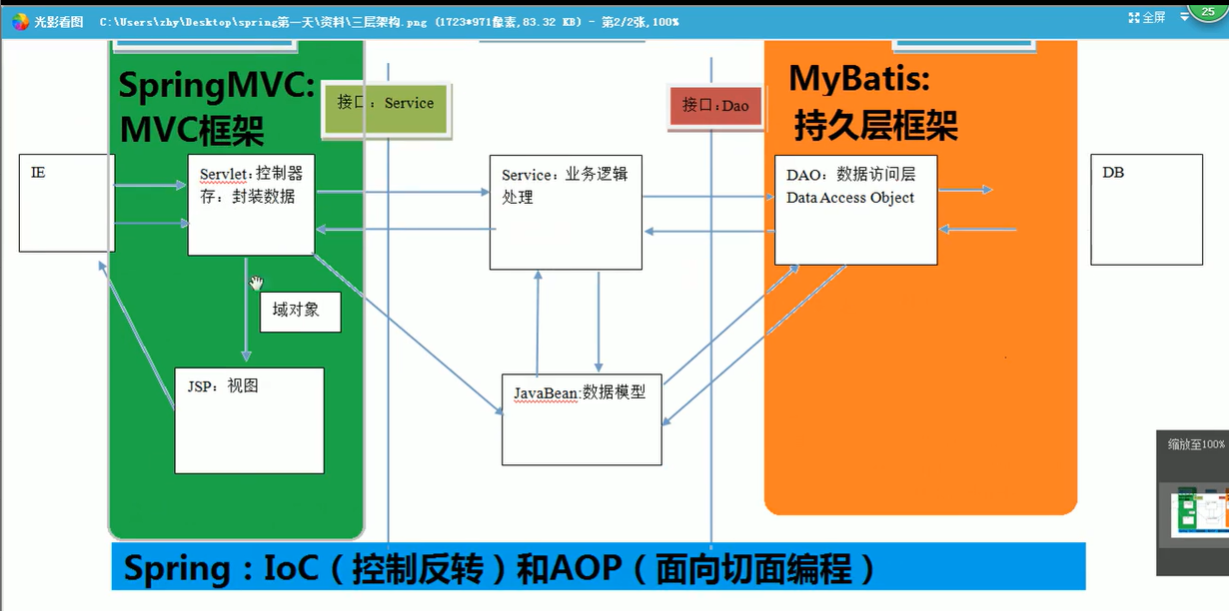 光影看图 C:\Users\zhy\Desktop\spring第一天\资料\三层架构.png (1723*971像素,83.32 KB) - 第2/2张,100%
全屏
25
SpringMVC:
MVC框架
接口：Service
接口:Dao
MyBatis:
持久层框架
IE
Servlet:控制器
存：封装数据
Service：业务逻辑
处理
DAO：数据访问层
Data Access Object
DB
域对象
JSP：视图
JavaBean:数据模型
缩放至100%
Spring：IoC（控制反转）和AOP（面向切面编程）